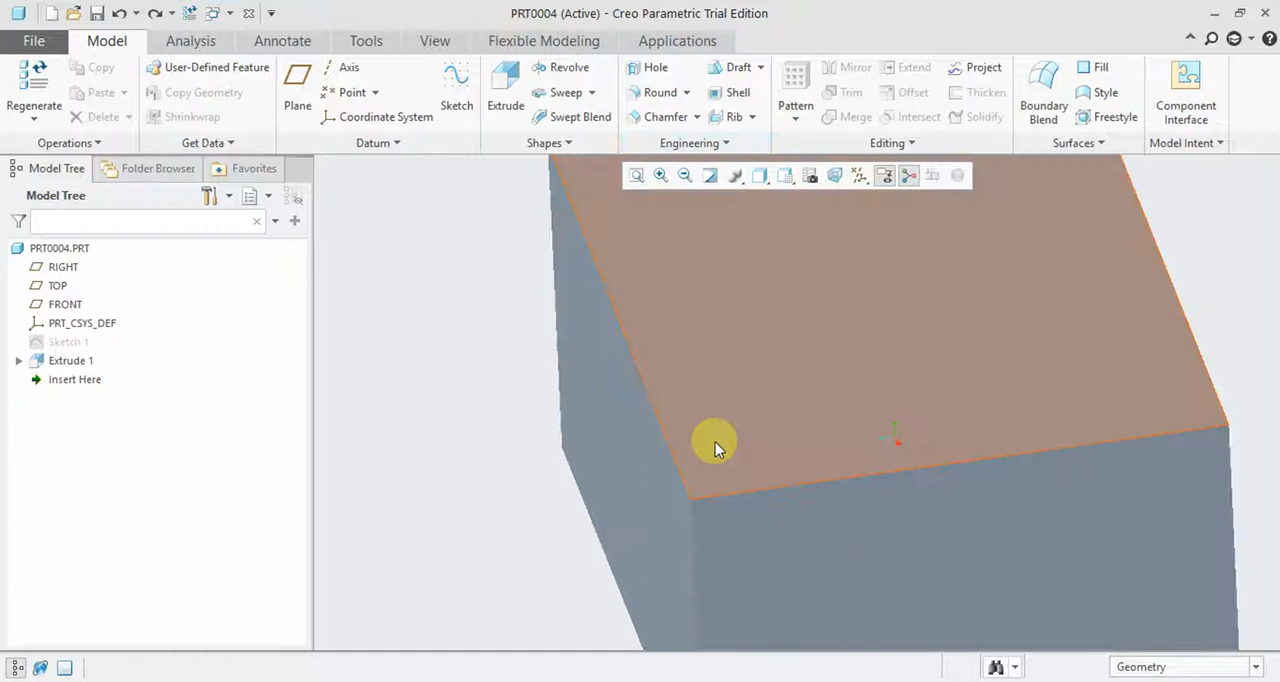 PRT0004 (Active) - Creo Parametric Trial Edition
File Model Analysis Annotate Tools View Flexible Modeling Applications
Regenerate
Copy
Paste
Delete
Operations
User-Defined Feature
Copy Geometry
Shrinkwrap
Get Data
Plane
Axis
Point
Coordinate System
Sketch
Datum
Extrude
Revolve
Sweep
Swept Blend
Shapes
Hole
Round
Chamfer
Draft
Shell
Rib
Engineering
Pattern
Mirror
Trim
Merge
Extend
Offset
Intersect
Project
Thicken
Solidify
Editing
Boundary
Blend
Fill
Style
Freestyle
Surfaces
Component
Interface
Model Intent
Model Tree Folder Browser Favorites
Model Tree
PRT0004.PRT
RIGHT
TOP
FRONT
PRT_CSYS_DEF
Sketch 1
Extrude 1
Insert Here
Geometry